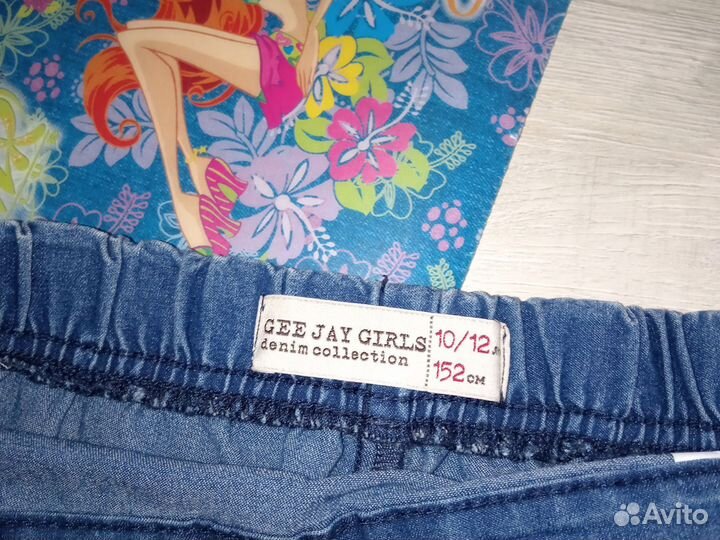 GEE JAY GIRLS
denim collection
10/12
152 см
Avito